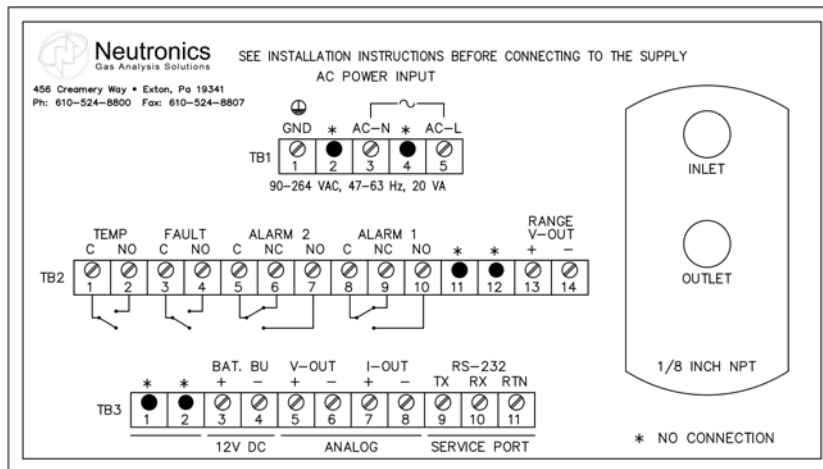 Neutronics
Gas Analysis Solutions
456 Creamery Way • Exton, Pa 19341
Ph: 610-524-8800 Fax: 610-524-8807
SEE INSTALLATION INSTRUCTIONS BEFORE CONNECTING TO THE SUPPLY
AC POWER INPUT
GND * AC-N * AC-L
TB1
1 2 3 4 5
90-264 VAC, 47-63 Hz, 20 VA
TEMP FAULT ALARM 2 ALARM 1 RANGE V-OUT
C NO C NO C NC NO C NC NO * * + -
TB2
1 2 3 4 5 6 7 8 9 10 11 12 13 14
BAT. BU V-OUT I-OUT RS-232
* * + - + - + - TX RX RTN
TB3
1 2 3 4 5 6 7 8 9 10 11
12V DC ANALOG SERVICE PORT
INLET
OUTLET
1/8 INCH NPT
* NO CONNECTION